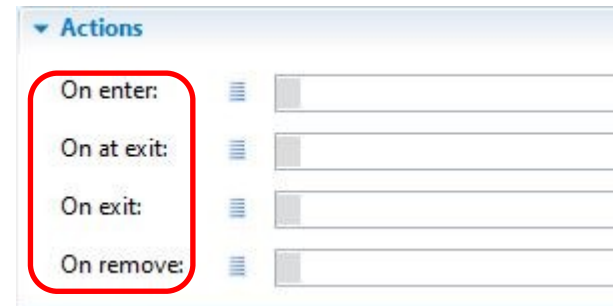 Actions
On enter:
On at exit:
On exit:
On remove: